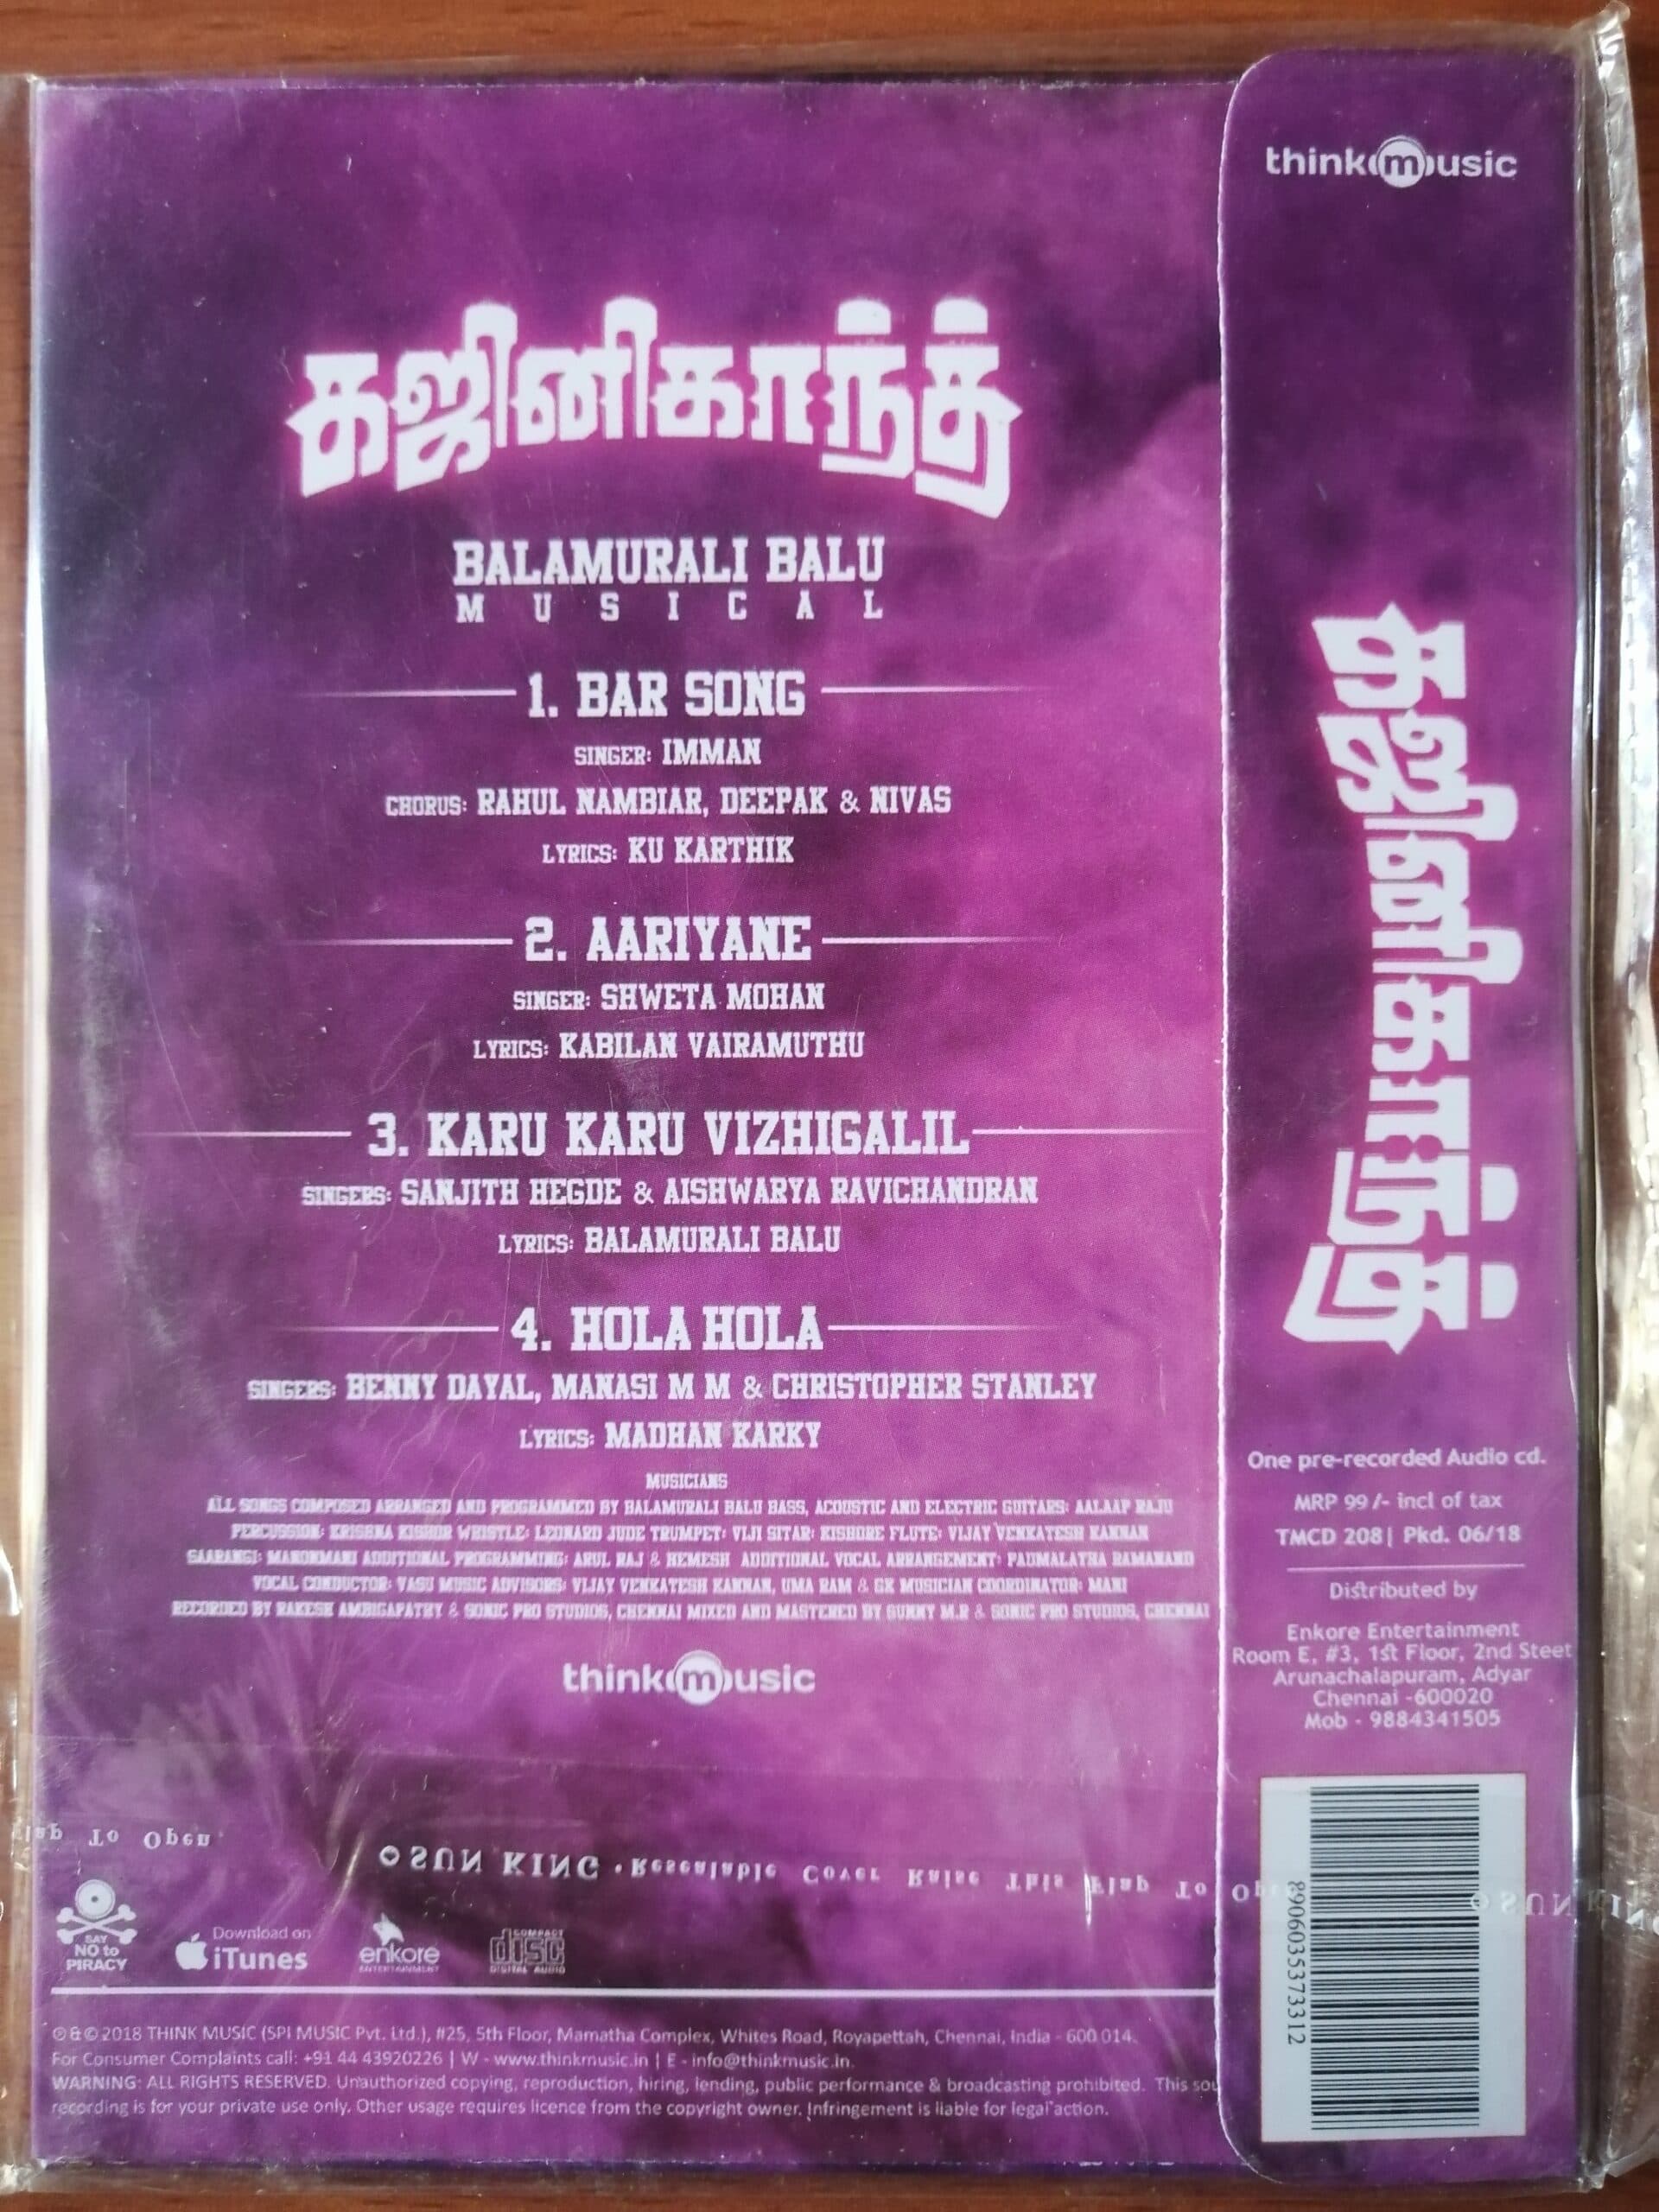 கஜினிகாந்த்
BALAMURALI BALU
MUSICAL
1. BAR SONG
SINGER: IMMAN
CHORUS: RAHUL NAMBIAR, DEEPAK & NIVAS
LYRICS: KU KARTHIK
2. AARIYANE
SINGER: SHWETA MOHAN
LYRICS: KABILAN VAIRAMUTHU
3. KARU KARU VIZHIGALIL
SINGERS: SANJITH HEGDE & AISHWARYA RAVICHANDRAN
LYRICS: BALAMURALI BALU
4. HOLA HOLA
SINGERS: BENNY DAYAL, MANASI M M & CHRISTOPHER STANLEY
LYRICS: MADHAN KARKY
MUSICIANS
ALL SONGS COMPOSED ARRANGED AND PROGRAMMED BY BALAMURALI BALU BASS, ACOUSTIC AND ELECTRIC GUITARS: AALAAP RAJU
PERCUSSION: KRISHNA KISHOR WHISTLE: LEONARD JUDE TRUMPET: VIJI SITAR: KISHORE FLUTE: VIJAY VENKATESH KANNAN
SAARANGI: MANONMANI ADDITIONAL PROGRAMMING: ARUL RAJ & HEMESH ADDITIONAL VOCAL ARRANGEMENT: PADMALATHA RAMANAND
VOCAL CONDUCTOR: VASU MUSIC ADVISORS: VIJAY VENKATESH KANNAN, UMA RAM & GK MUSICIAN COORDINATOR: MANI
RECORDED BY RAKESH AMBIGAPATHY & SONIC PRO STUDIOS, CHENNAI MIXED AND MASTERED BY SUNNY M.R & SONIC PRO STUDIOS, CHENNAI
thinkmusic
Flap To Open
SUN KING • Resealable Cover Raise This Flap To Open
SUN KING
SAY
NO to
PIRACY
Download on
iTunes
enkore
ENTERTAINMENT
COMPACT
disc
DIGITAL AUDIO
℗ & © 2018 THINK MUSIC (SPI MUSIC Pvt. Ltd.), #25, 5th Floor, Mamatha Complex, Whites Road, Royapettah, Chennai, India - 600 014.
For Consumer Complaints call: +91 44 43920226 | W - www.thinkmusic.in | E - info@thinkmusic.in.
WARNING: ALL RIGHTS RESERVED. Unauthorized copying, reproduction, hiring, lending, public performance & broadcasting prohibited. This sou
recording is for your private use only. Other usage requires licence from the copyright owner. Infringement is liable for legal action.
thinkmusic
கஜினிகாந்த்
One pre-recorded Audio cd.
MRP 99 /- incl of tax
TMCD 208| Pkd. 06/18
Distributed by
Enkore Entertainment
Room E, #3, 1st Floor, 2nd Steet
Arunachalapuram, Adyar
Chennai -600020
Mob - 9884341505
8906035373312